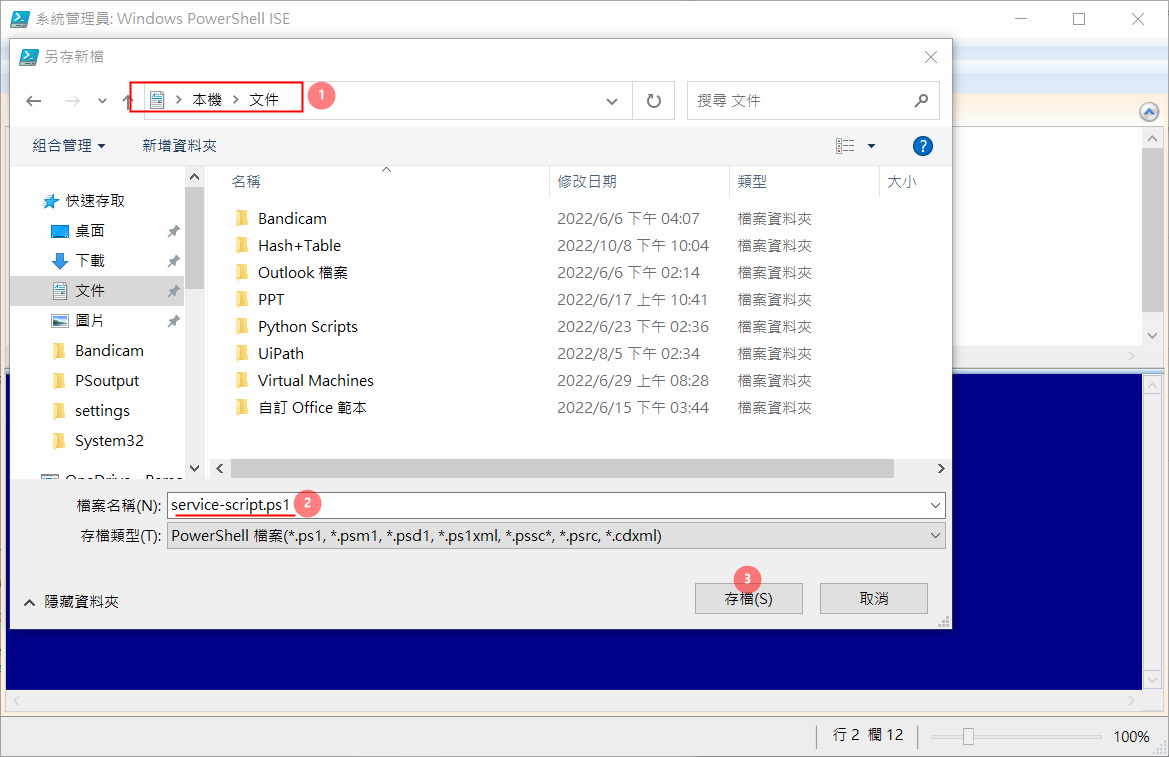 系統管理員: Windows PowerShell ISE
另存新檔
本機 文件
1
搜尋 文件
組合管理
新增資料夾
?
名稱 修改日期 類型 大小
快速存取
桌面
下載
文件
圖片
Bandicam
PSoutput
settings
System32
Bandicam 2022/6/6 下午 04:07 檔案資料夾
Hash+Table 2022/10/8 下午 10:04 檔案資料夾
Outlook 檔案 2022/6/6 下午 02:14 檔案資料夾
PPT 2022/6/17 上午 10:41 檔案資料夾
Python Scripts 2022/6/23 下午 02:36 檔案資料夾
UiPath 2022/8/5 下午 02:34 檔案資料夾
Virtual Machines 2022/6/29 上午 08:28 檔案資料夾
自訂 Office 範本 2022/6/15 下午 03:44 檔案資料夾
檔案名稱(N): service-script.ps1
2
存檔類型(T): PowerShell 檔案(*.ps1, *.psm1, *.psd1, *.ps1xml, *.pssc*, *.psrc, *.cdxml)
3
隱藏資料夾
存檔(S)
取消
行 2 欄 12
100%